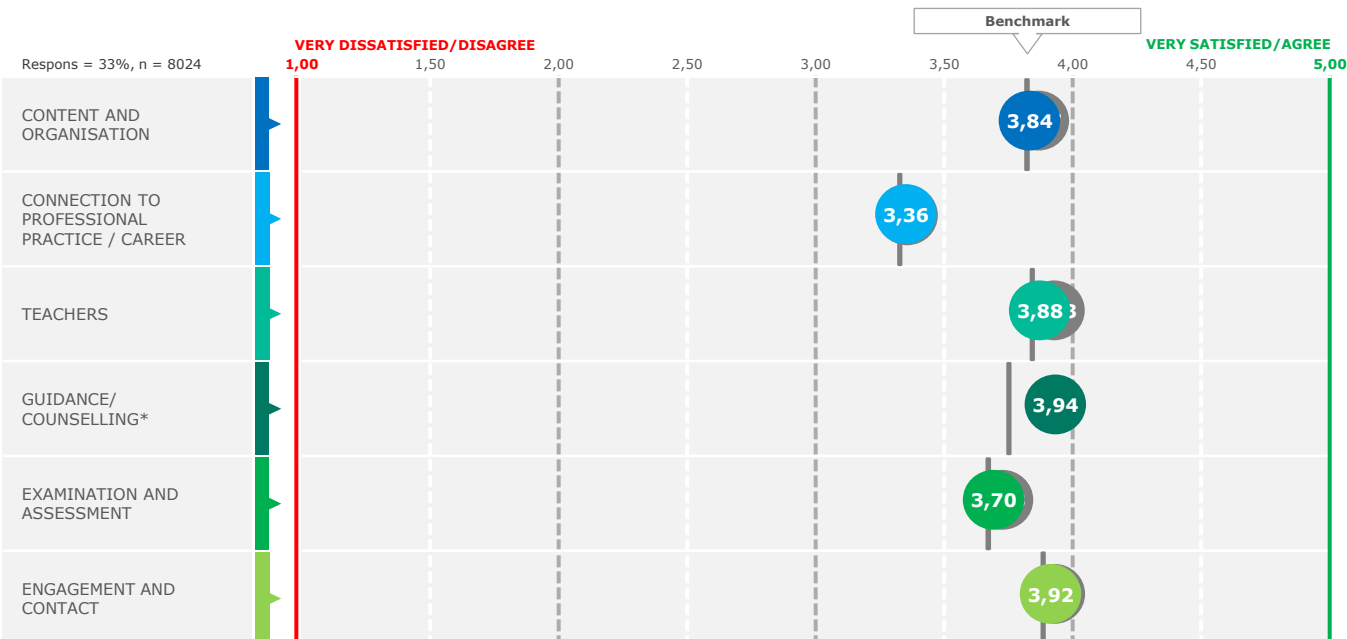 Benchmark
VERY DISSATISFIED/DISAGREE
VERY SATISFIED/AGREE
Respons = 33%, n = 8024
1,00
1,50
2,00
2,50
3,00
3,50
4,00
4,50
5,00
CONTENT AND
ORGANISATION
3,84
CONNECTION TO
PROFESSIONAL
PRACTICE / CAREER
3,36
TEACHERS
3,88
GUIDANCE/
COUNSELLING*
3,94
EXAMINATION AND
ASSESSMENT
3,70
ENGAGEMENT AND
CONTACT
3,92